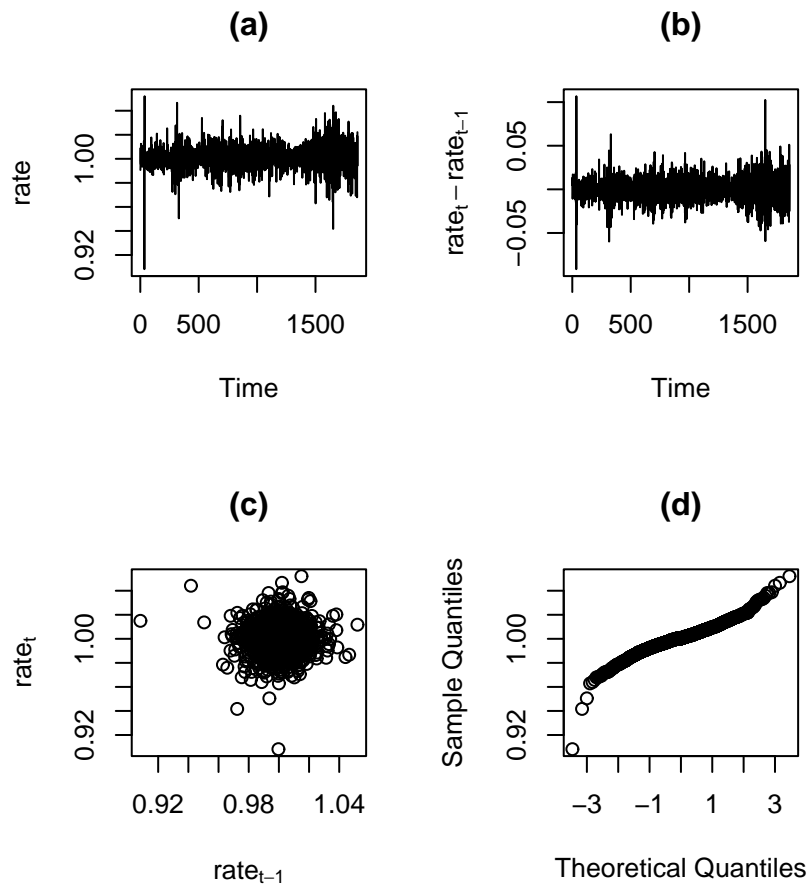 (a)
rate
0.92 1.00
0 500 1500
Time
(b)
rate_t − rate_{t−1}
−0.05 0.05
0 500 1500
Time
(c)
rate_t
0.92 1.00
0.92 0.98 1.04
rate_{t−1}
(d)
Sample Quantiles
0.92 1.00
−3 −1 1 3
Theoretical Quantiles